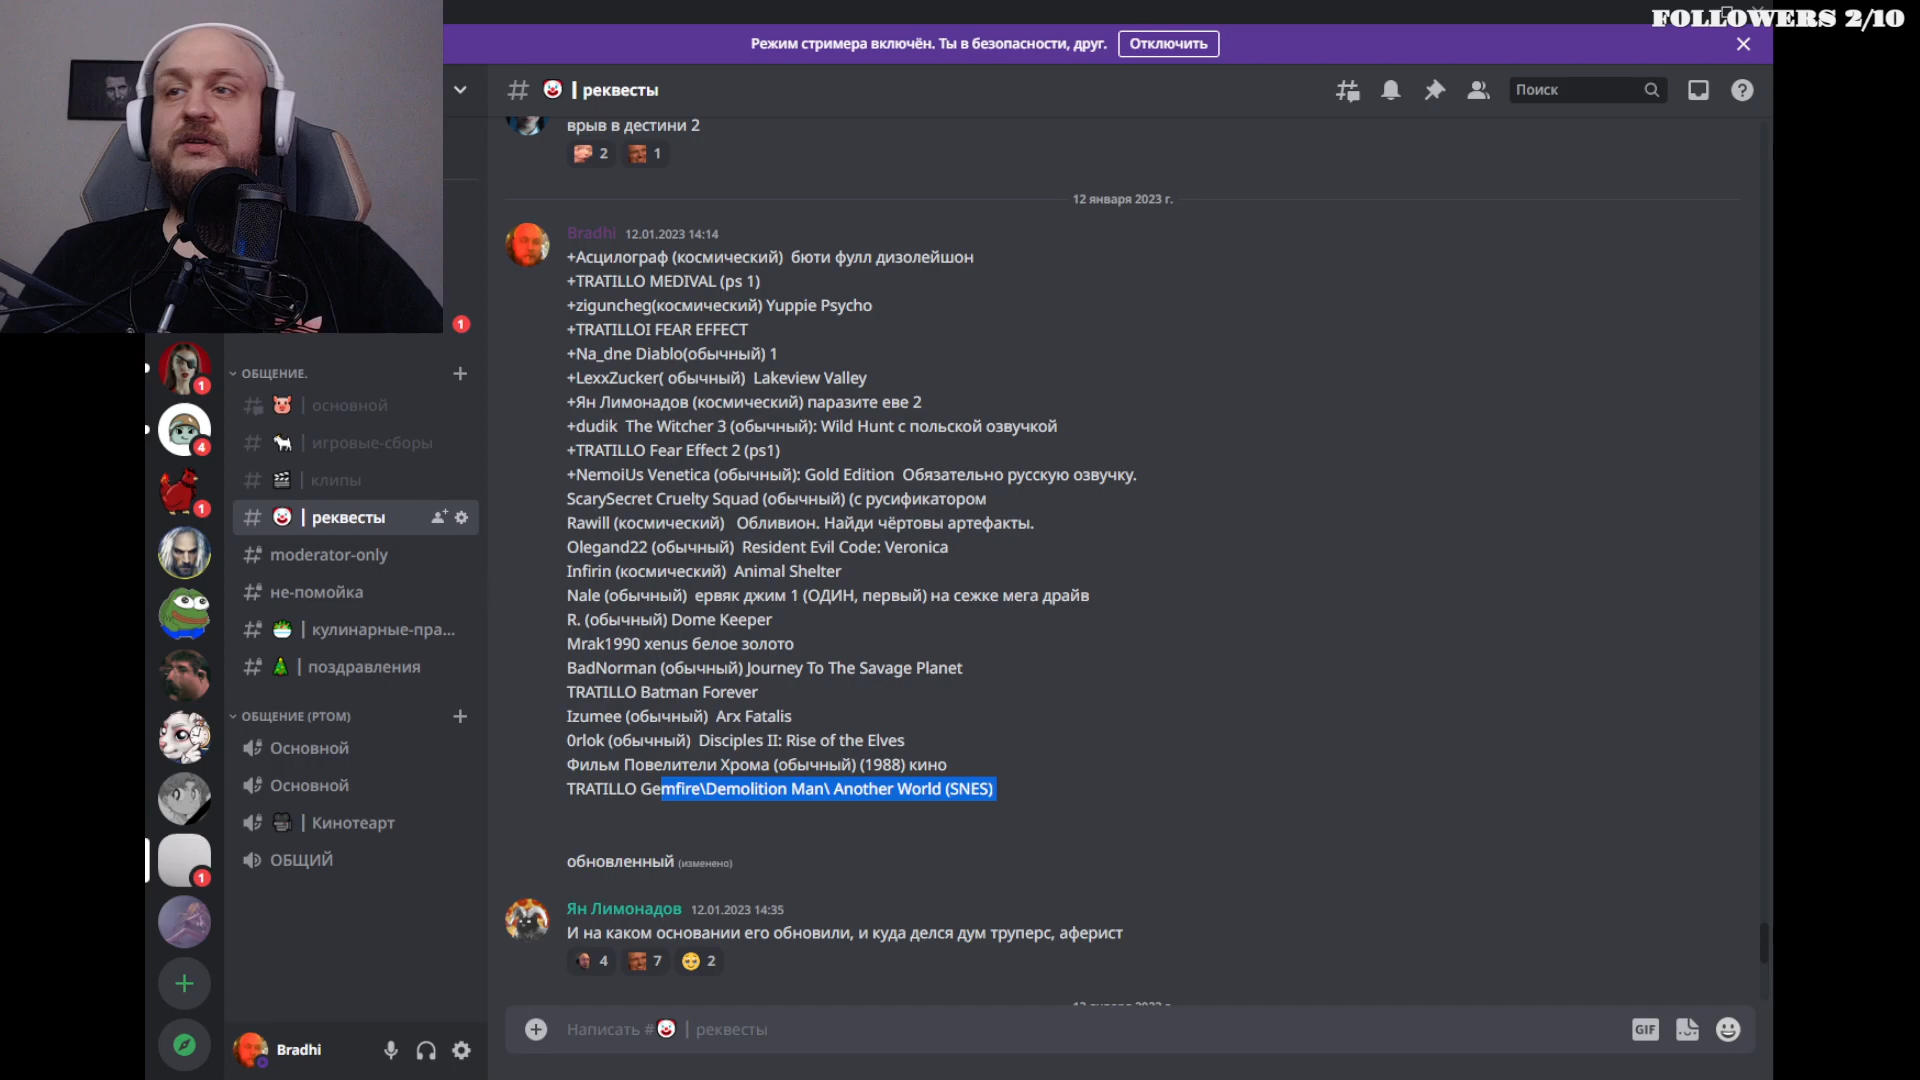 FOLLOWERS 2/10
Режим стримера включён. Ты в безопасности, друг.
Отключить
| реквесты
Поиск
врыв в дестини 2
2
1
12 января 2023 г.
Bradhi 12.01.2023 14:14
+Асцилограф (космический) бюти фулл дизолейшон
+TRATILLO MEDIVAL (ps 1)
+ziguncheg(космический) Yuppie Psycho
+TRATILLOI FEAR EFFECT
+Na_dne Diablo(обычный) 1
+LexxZucker( обычный) Lakeview Valley
+Ян Лимонадов (космический) паразите еве 2
+dudik The Witcher 3 (обычный): Wild Hunt с польской озвучкой
+TRATILLO Fear Effect 2 (ps1)
+NemoiUs Venetica (обычный): Gold Edition Обязательно русскую озвучку.
ScarySecret Cruelty Squad (обычный) (с русификатором
Rawill (космический) Обливион. Найди чёртовы артефакты.
Olegand22 (обычный) Resident Evil Code: Veronica
Infirin (космический) Animal Shelter
Nale (обычный) ервяк джим 1 (ОДИН, первый) на сежке мега драйв
R. (обычный) Dome Keeper
Mrak1990 xenus белое золото
BadNorman (обычный) Journey To The Savage Planet
TRATILLO Batman Forever
Izumee (обычный) Arx Fatalis
0rlok (обычный) Disciples II: Rise of the Elves
Фильм Повелители Хрома (обычный) (1988) кино
TRATILLO Gemfire\Demolition Man\ Another World (SNES)
обновленный (изменено)
Ян Лимонадов 12.01.2023 14:35
И на каком основании его обновили, и куда делся дум труперс, аферист
4
7
2
13 января 2023 г.
Написать # | реквесты
GIF
1
1
4
1
1
ОБЩЕНИЕ.
| основной
| игровые-сборы
| клипы
| реквесты
moderator-only
не-помойка
| кулинарные-пра...
| поздравления
ОБЩЕНИЕ (РТОМ)
Основной
Основной
| Кинотеарт
ОБЩИЙ
Bradhi